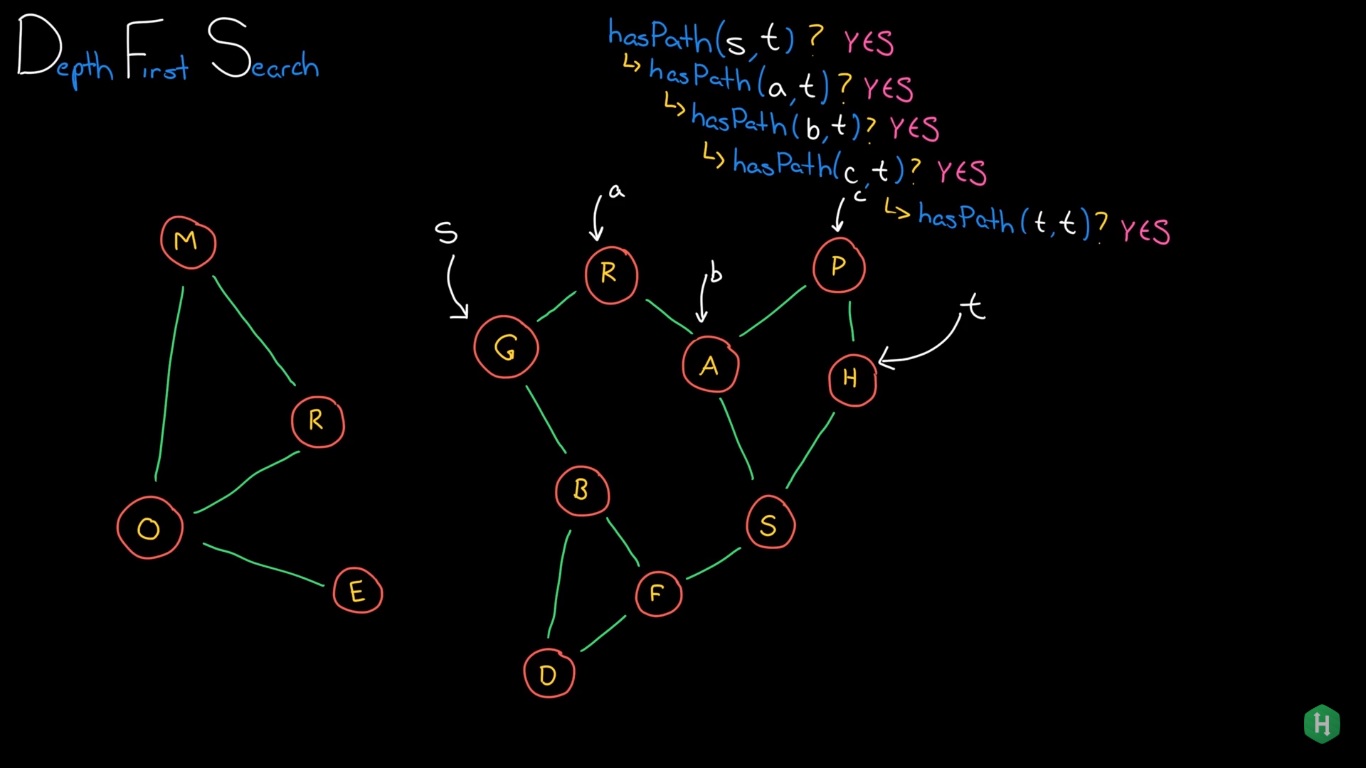 Depth First Search
hasPath(s,t)? YES
↳hasPath(a,t)? YES
↳hasPath(b,t)? YES
↳hasPath(c,t)? YES
↳hasPath(t,t)? YES
a
c
s
b
t
M
R
P
G
A
H
R
B
S
O
E
F
D
H